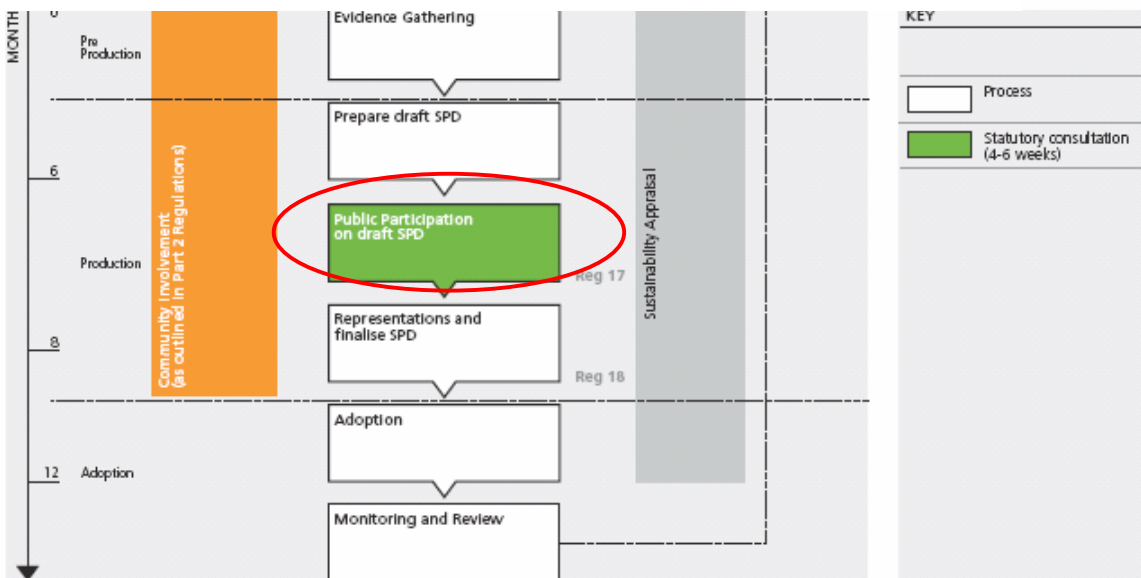 MONTH
0
Pre
Production
6
Production
8
12
Adoption
Community Involvement
(as outlined in Part 2 Regulations)
Evidence Gathering
Prepare draft SPD
Public Participation
on draft SPD
Reg 17
Representations and
finalise SPD
Reg 18
Adoption
Monitoring and Review
Sustainability Appraisal
KEY
Process
Statutory consultation
(4-6 weeks)